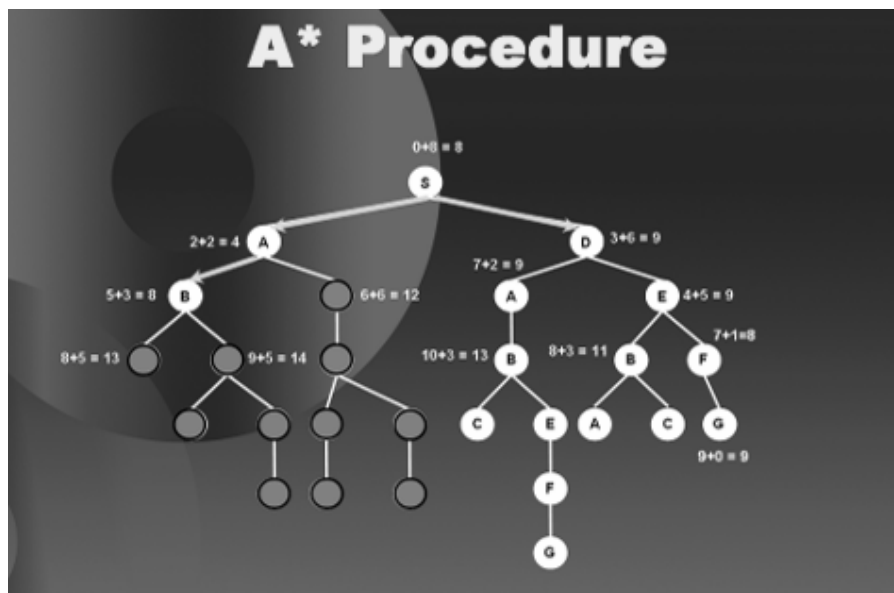 A* Procedure
0+8 = 8
S
2+2 = 4
A
D
3+6 = 9
7+2 = 9
5+3 = 8
B
6+6 = 12
A
E
4+5 = 9
7+1=8
8+5 = 13
9+5 = 14
10+3 = 13
B
8+3 = 11
B
F
C
E
A
C
G
9+0 = 9
F
G